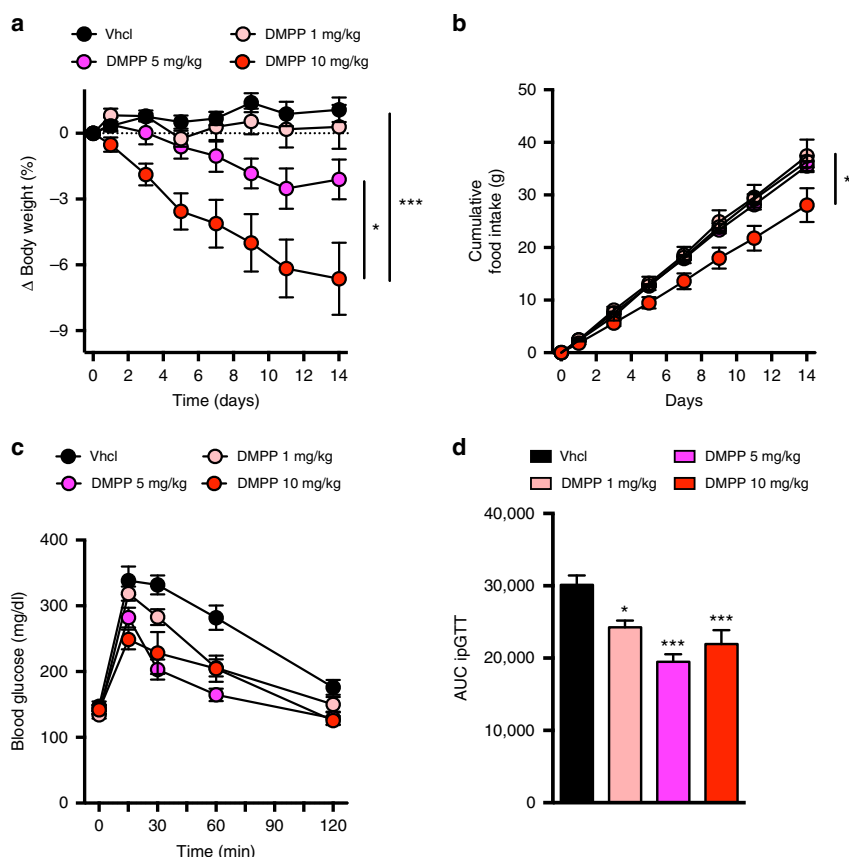 a
Vhcl
DMPP 1 mg/kg
DMPP 5 mg/kg
DMPP 10 mg/kg
0
–3
–6
–9
Δ Body weight (%)
*
***
0 2 4 6 8 10 12 14
Time (days)
b
50
40
30
20
10
0
Cumulative
food intake (g)
*
0 2 4 6 8 10 12 14
Days
c
Vhcl
DMPP 1 mg/kg
DMPP 5 mg/kg
DMPP 10 mg/kg
400
300
200
100
0
Blood glucose (mg/dl)
0 30 60 90 120
Time (min)
d
Vhcl
DMPP 5 mg/kg
DMPP 1 mg/kg
DMPP 10 mg/kg
40,000
30,000
20,000
10,000
0
AUC ipGTT
*
***
***